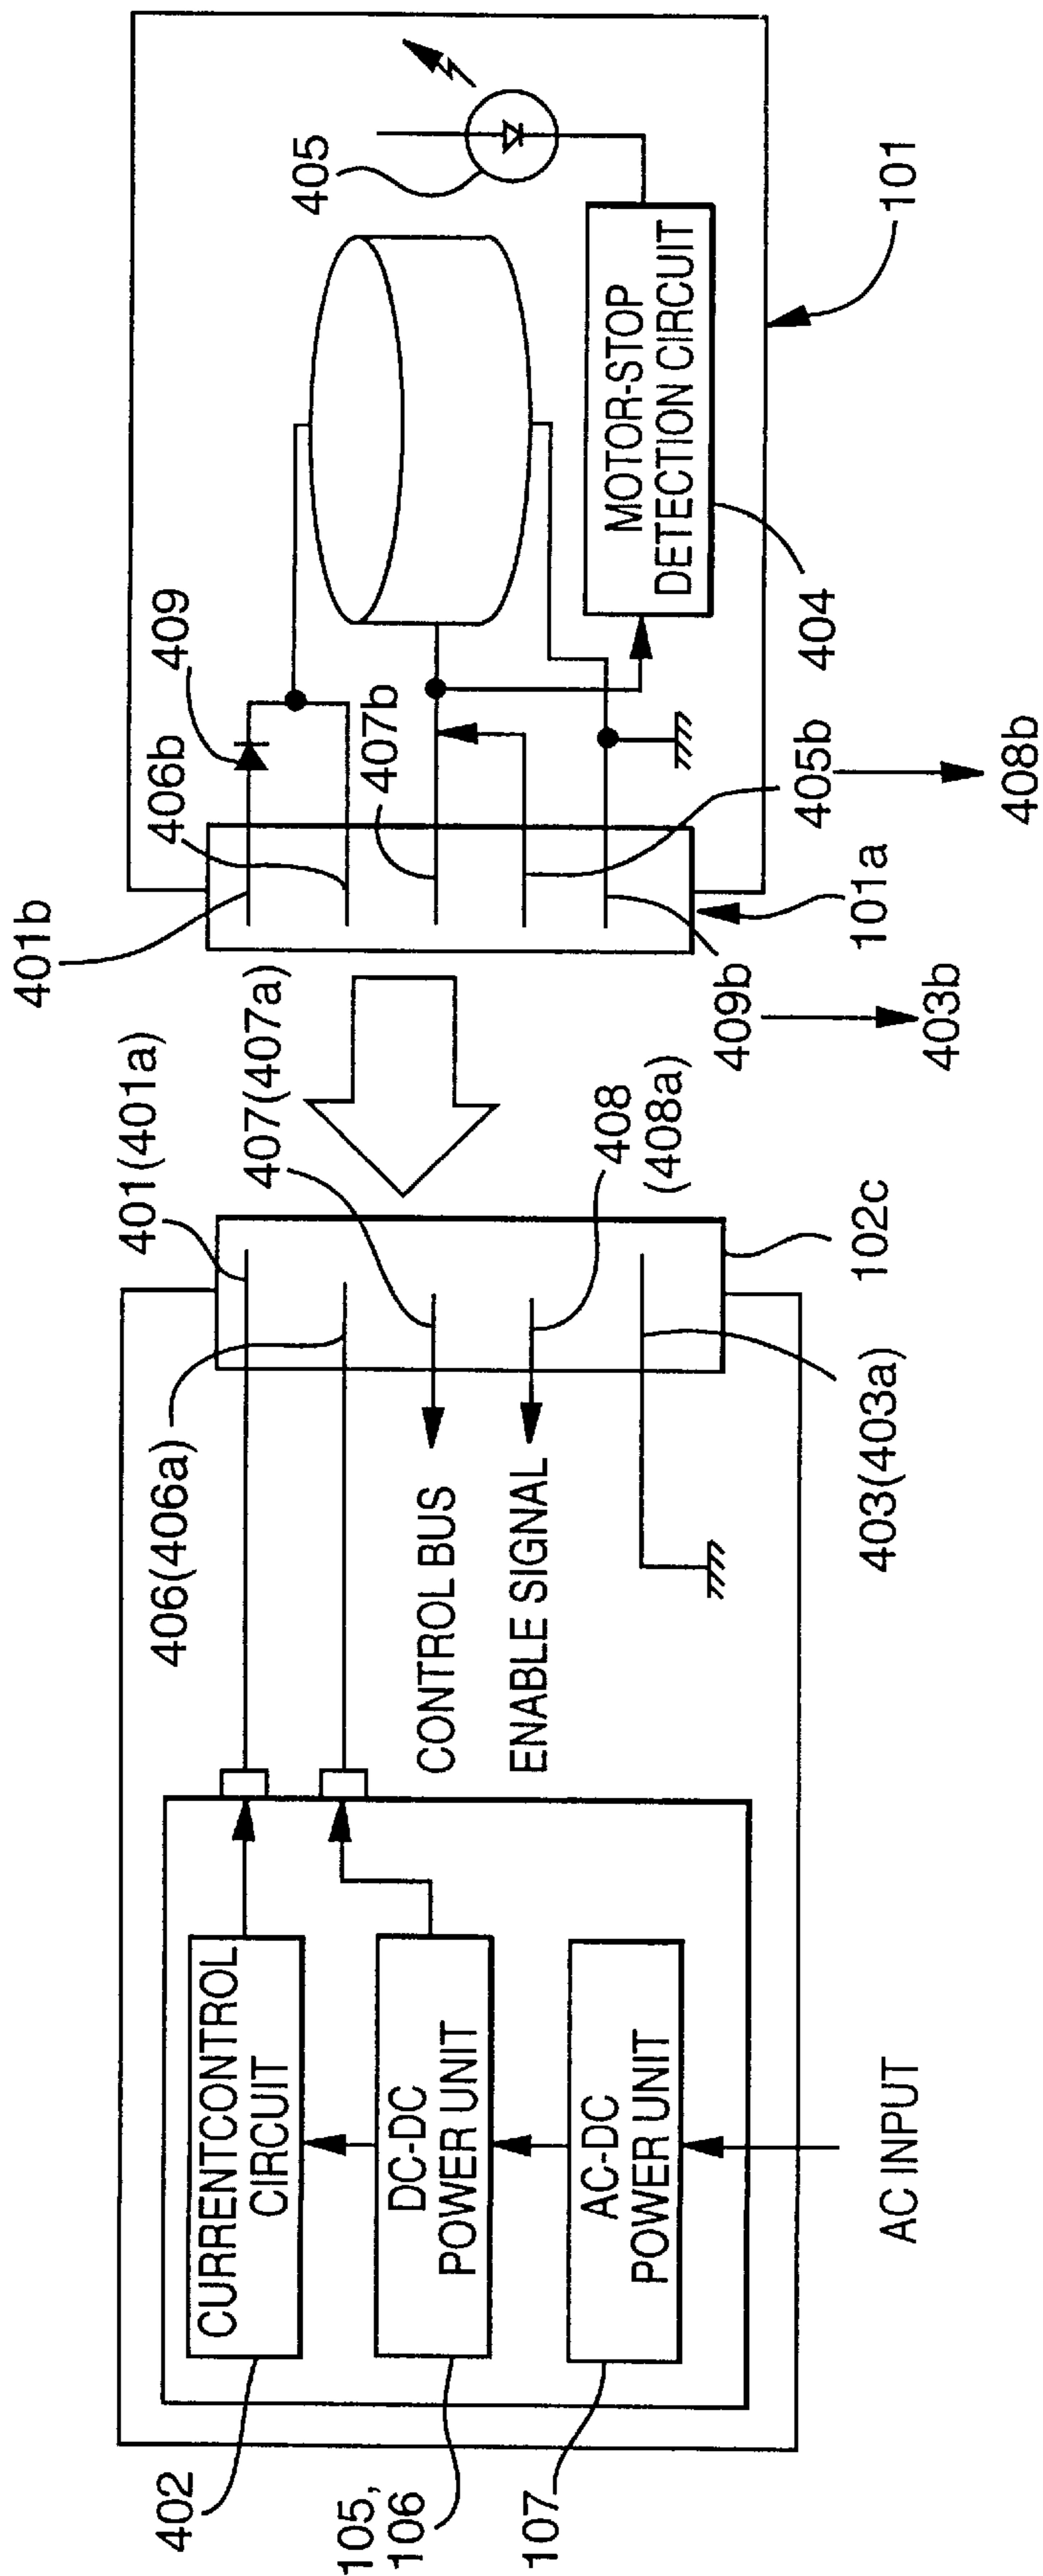 401b
409
406b
407b
405
101
MOTOR-STOP
DETECTION CIRCUIT
404
405b
408b
101a
409b
403b
401(401a)
407(407a)
408
(408a)
102c
406(406a)
403(403a)
CONTROL BUS
ENABLE SIGNAL
CURRENTCONTROL
CIRCUIT
DC-DC
POWER UNIT
AC-DC
POWER UNIT
AC INPUT
402
105,
106
107